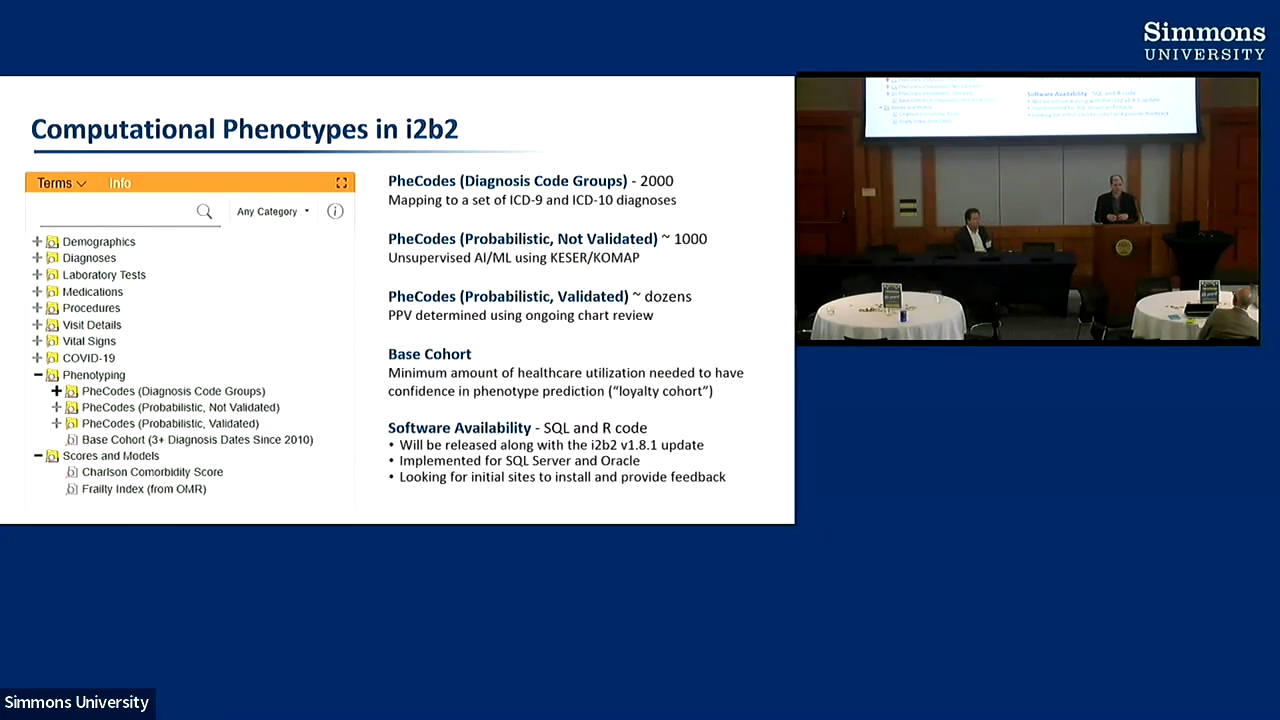 Simmons
UNIVERSITY
Computational Phenotypes in i2b2
Terms Info
Any Category
Demographics
Diagnoses
Laboratory Tests
Medications
Procedures
Visit Details
Vital Signs
COVID-19
Phenotyping
PheCodes (Diagnosis Code Groups)
PheCodes (Probabilistic, Not Validated)
PheCodes (Probabilistic, Validated)
Base Cohort (3+ Diagnosis Dates Since 2010)
Scores and Models
Charlson Comorbidity Score
Frailty Index (from OMR)
PheCodes (Diagnosis Code Groups) - 2000
Mapping to a set of ICD-9 and ICD-10 diagnoses
PheCodes (Probabilistic, Not Validated) ~ 1000
Unsupervised AI/ML using KESER/KOMAP
PheCodes (Probabilistic, Validated) ~ dozens
PPV determined using ongoing chart review
Base Cohort
Minimum amount of healthcare utilization needed to have
confidence in phenotype prediction (“loyalty cohort”)
Software Availability - SQL and R code
• Will be released along with the i2b2 v1.8.1 update
• Implemented for SQL Server and Oracle
• Looking for initial sites to install and provide feedback
Software Availability - SQL and R code
Simmons University